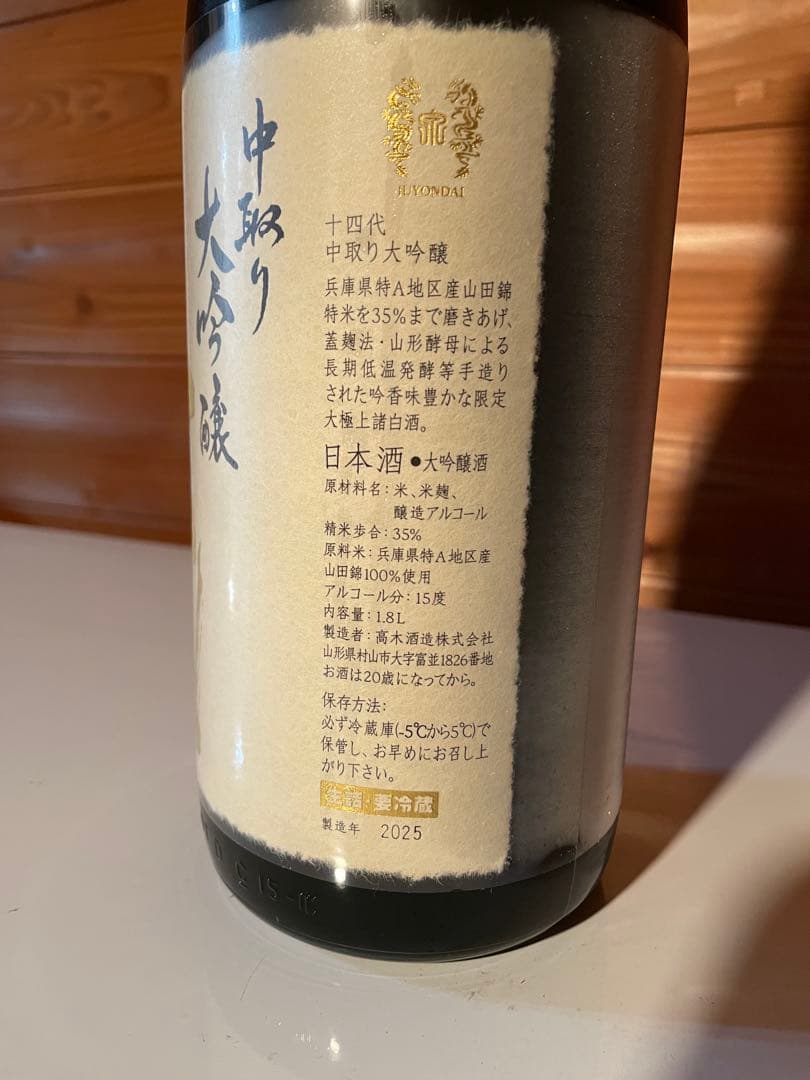 中取り
大吟醸
JUYONDAI
十四代
中取り大吟醸
兵庫県特A地区産山田錦
特米を35%まで磨きあげ、
蓋麹法・山形酵母による
長期低温発酵等手造り
された吟香味豊かな限定
大極上諸白酒。
日本酒●大吟醸酒
原材料名：米、米麹、
醸造アルコール
精米歩合：35%
原料米：兵庫県特A地区産
山田錦100%使用
アルコール分：15度
内容量：1.8L
製造者：高木酒造株式会社
山形県村山市大字富並1826番地
お酒は20歳になってから。
保存方法：
必ず冷蔵庫(-5℃から5℃)で
保管し、お早めにお召し上
がり下さい。
生詰・要冷蔵
製造年 2025